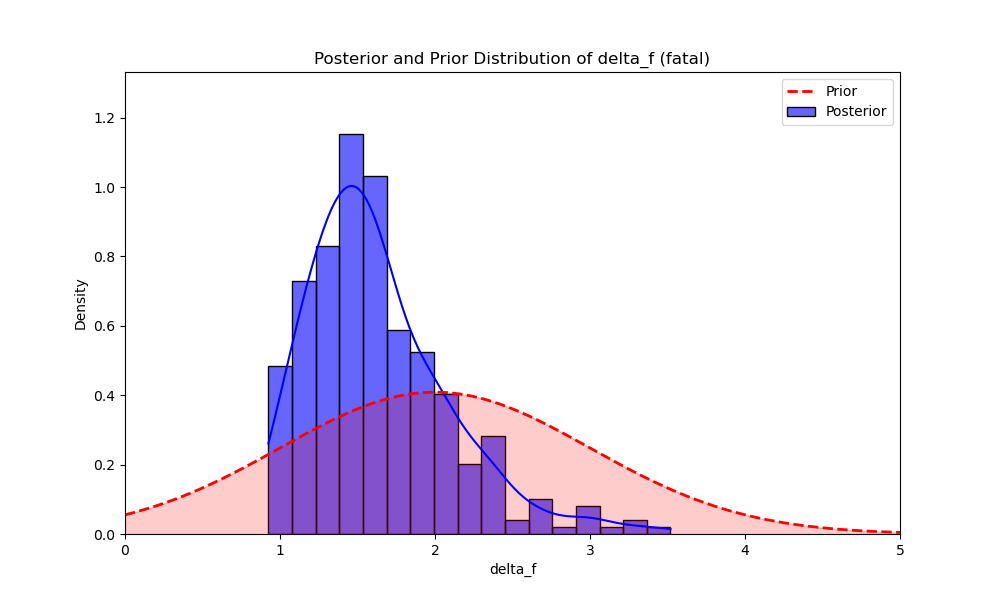 Posterior and Prior Distribution of delta_f (fatal)
Prior
Posterior
Density
1.2
1.0
0.8
0.6
0.4
0.2
0.0
0 1 2 3 4 5
delta_f